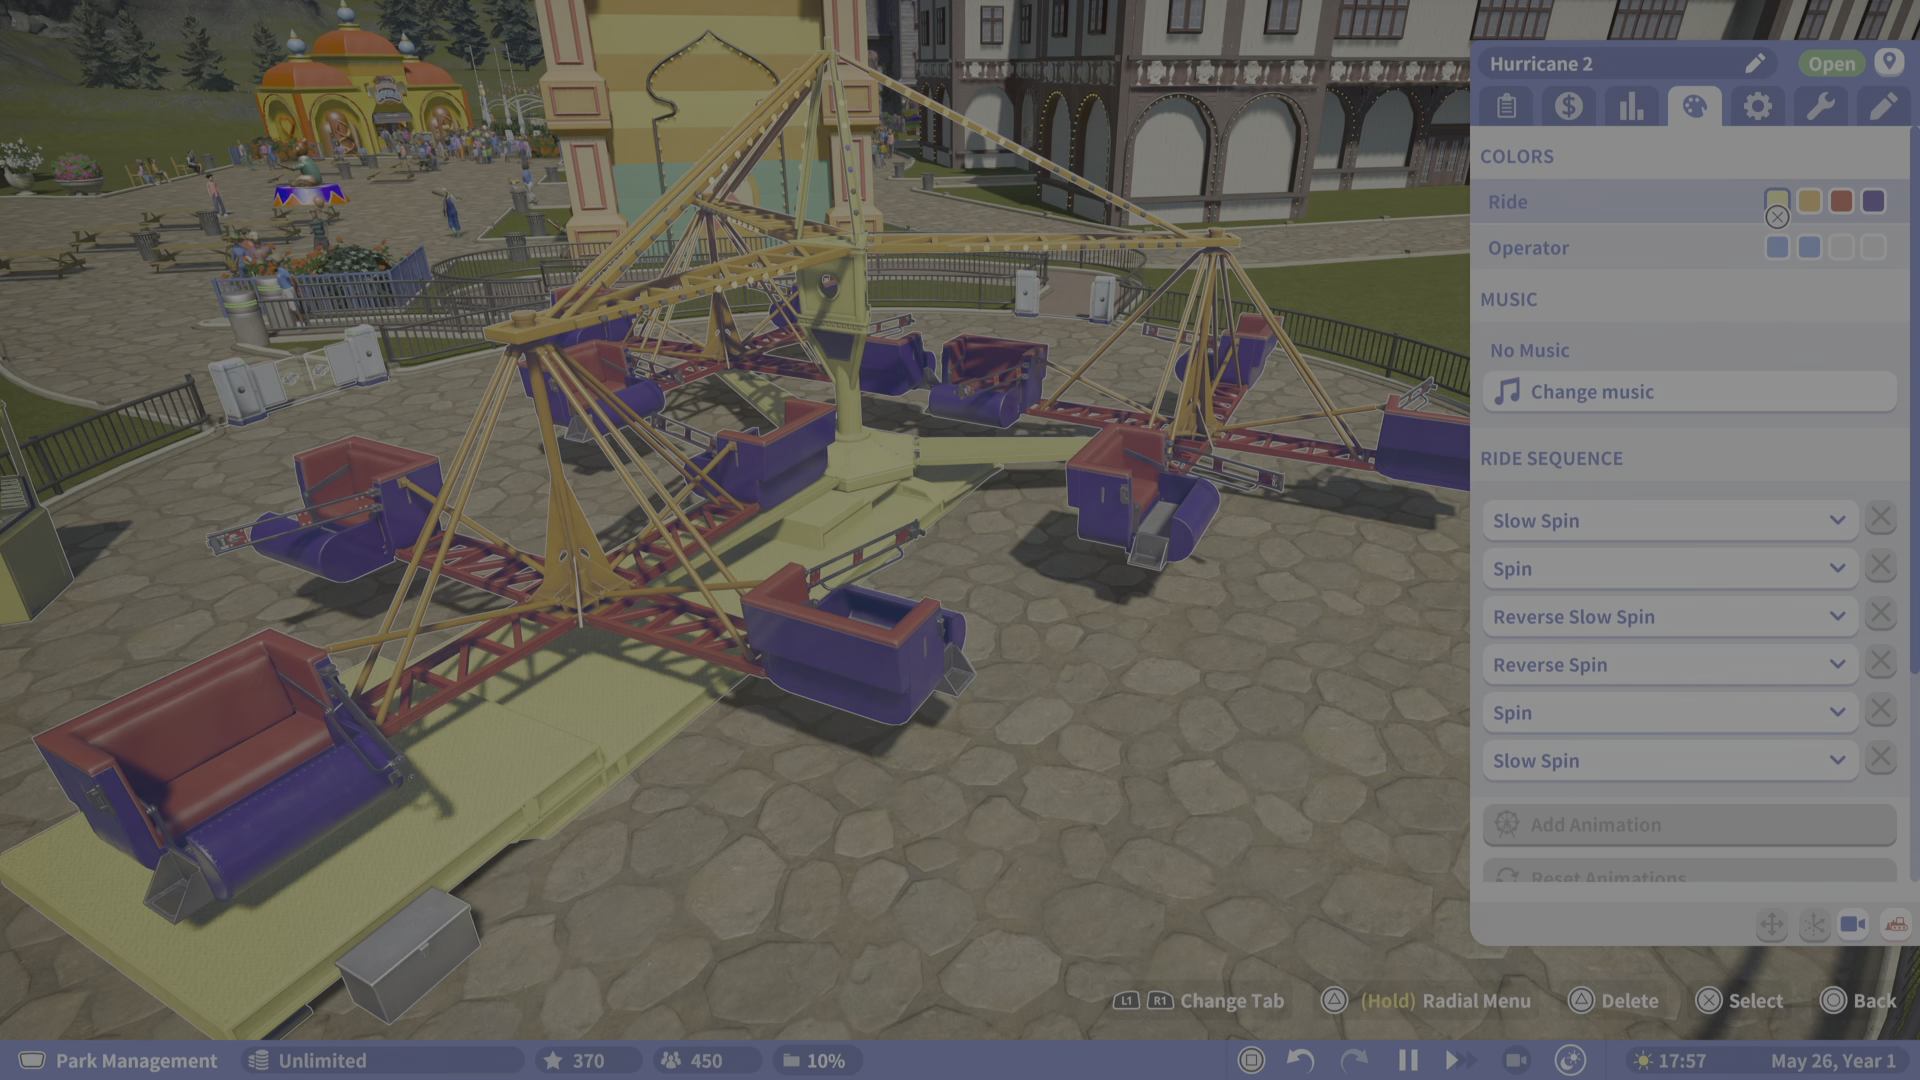 Hurricane 2
Open
COLORS
Ride
Operator
MUSIC
No Music
Change music
RIDE SEQUENCE
Slow Spin
Spin
Reverse Slow Spin
Reverse Spin
Spin
Slow Spin
Add Animation
Reset Animations
L1 R1 Change Tab (Hold) Radial Menu Delete Select Back
Park Management Unlimited 370 450 10% 17:57 May 26, Year 1